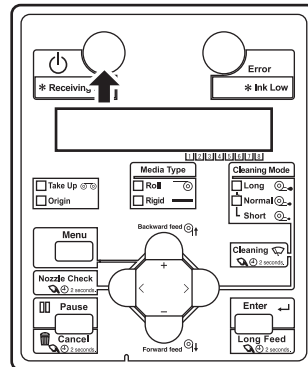 Error
* Receiving
* Ink Low
1 2 3 4 5 6 7 8
Media Type
Cleaning Mode
Take Up
Origin
Roll
Rigid
Long
Normal
Short
Menu
Backward feed
Cleaning
2 seconds
Nozzle Check
2 seconds
+
< >
−
Pause
Enter
Cancel
2 seconds
Forward feed
Long Feed
2 seconds